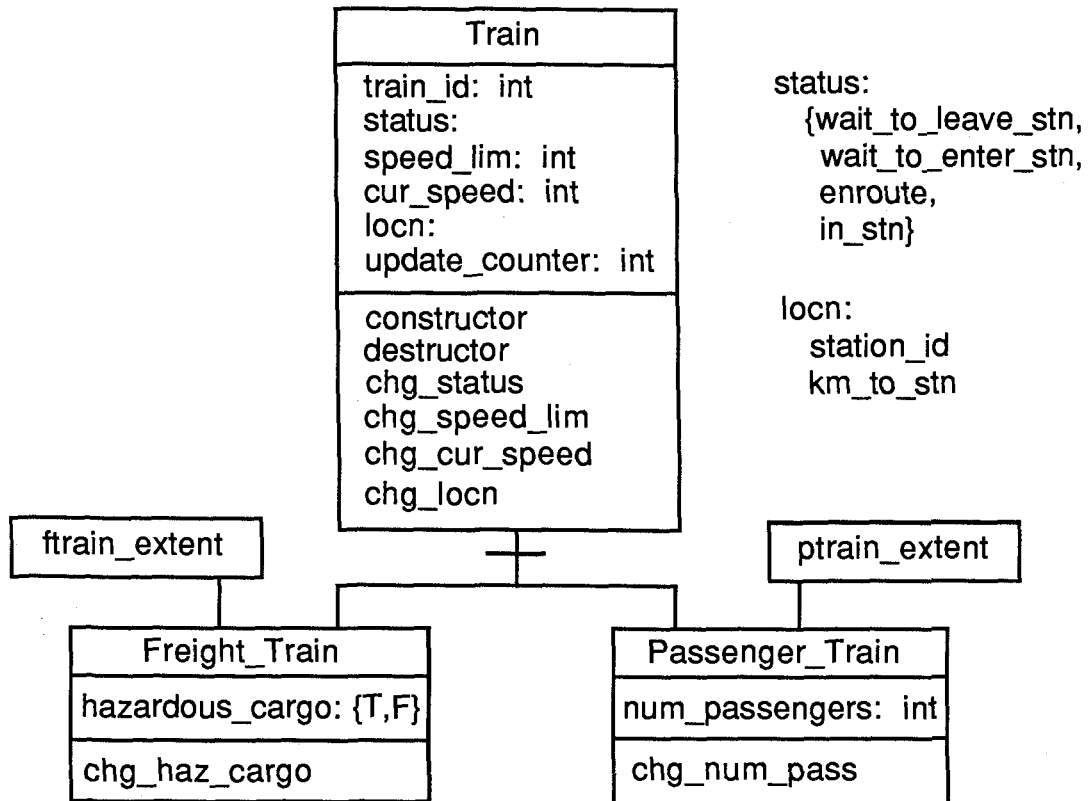 Train
train_id: int
status:
speed_lim: int
cur_speed: int
locn:
update_counter: int
constructor
destructor
chg_status
chg_speed_lim
chg_cur_speed
chg_locn
status:
{wait_to_leave_stn,
wait_to_enter_stn,
enroute,
in_stn}
locn:
station_id
km_to_stn
ftrain_extent
ptrain_extent
Freight_Train
hazardous_cargo: {T,F}
chg_haz_cargo
Passenger_Train
num_passengers: int
chg_num_pass